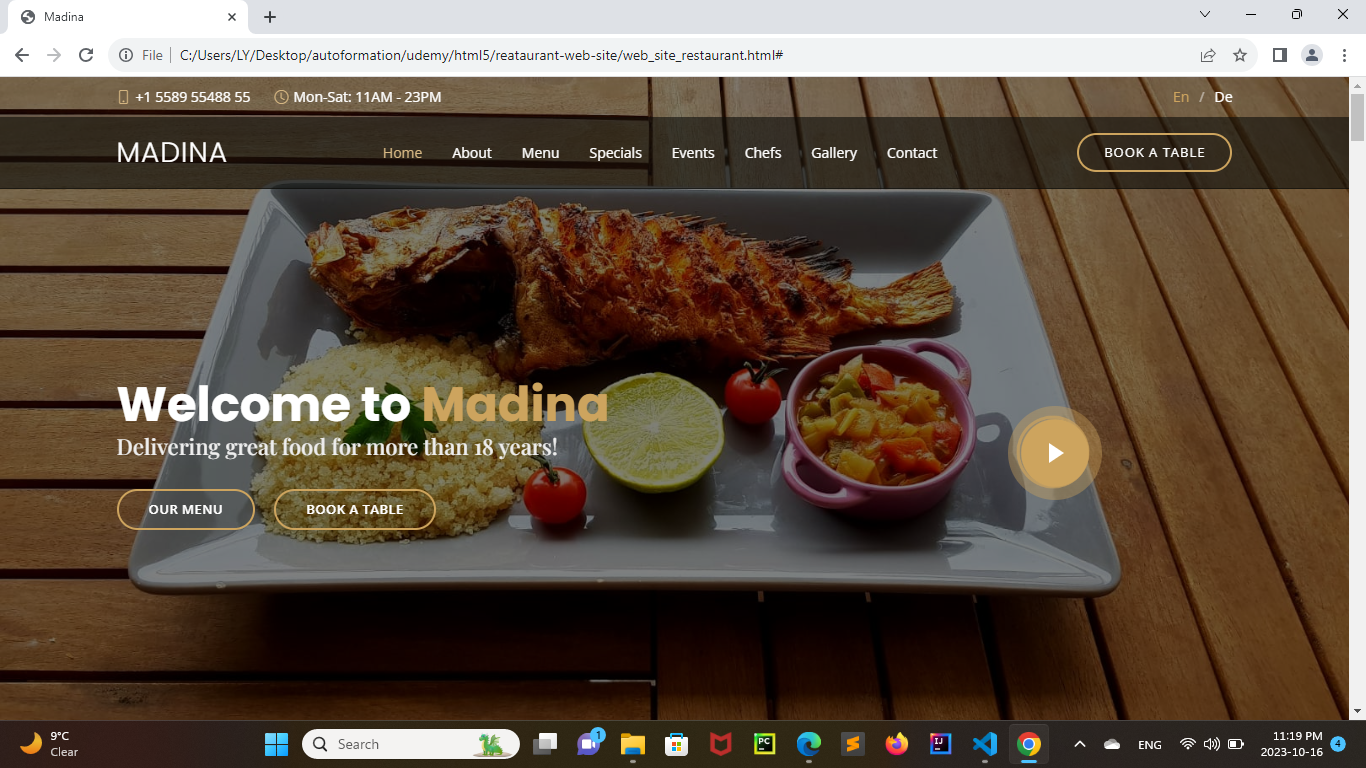 Madina
File
C:/Users/LY/Desktop/autoformation/udemy/html5/reataurant-web-site/web_site_restaurant.html#
+1 5589 55488 55
Mon-Sat: 11AM - 23PM
En / De
MADINA
Home
About
Menu
Specials
Events
Chefs
Gallery
Contact
BOOK A TABLE
Welcome to Madina
Delivering great food for more than 18 years!
OUR MENU
BOOK A TABLE
9°C
Clear
Search
1
PC
IJ
ENG
11:19 PM
2023-10-16
4